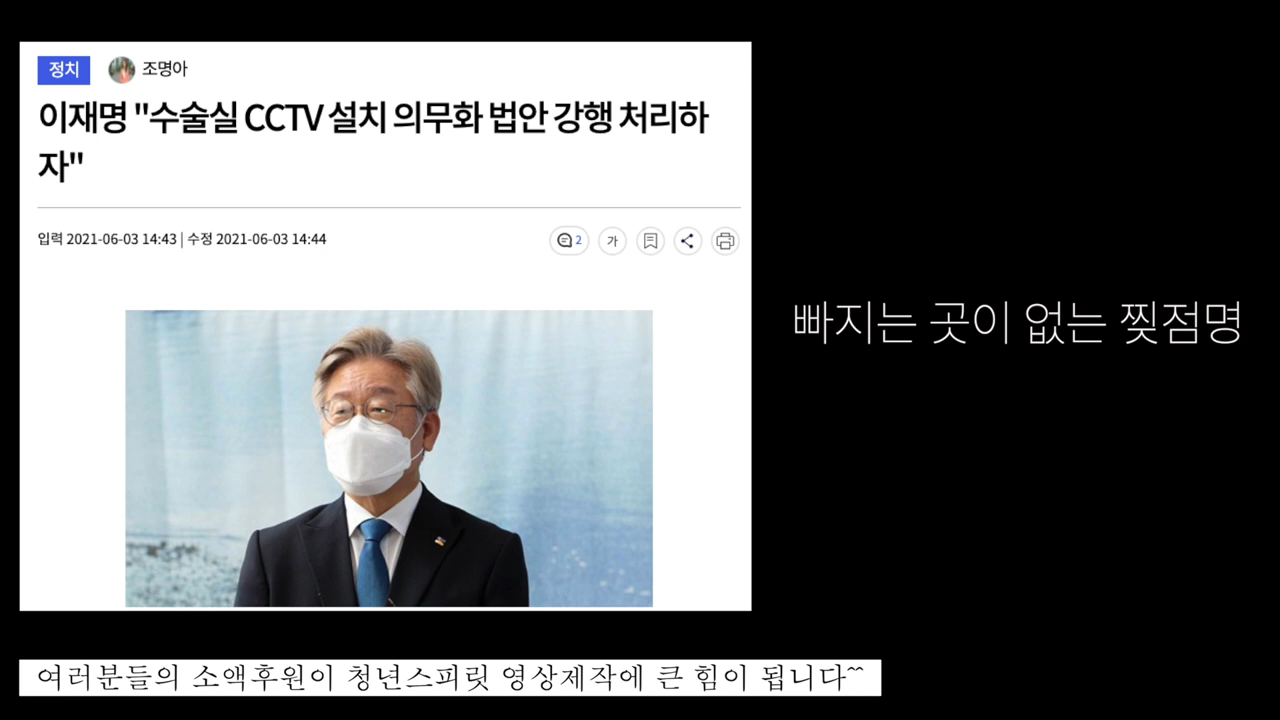 정치 조명아
이재명 "수술실 CCTV 설치 의무화 법안 강행 처리하
자"
입력 2021-06-03 14:43 | 수정 2021-06-03 14:44
2 가
빠지는 곳이 없는 찢점명
여러분들의 소액후원이 청년스피릿 영상제작에 큰 힘이 됩니다^^